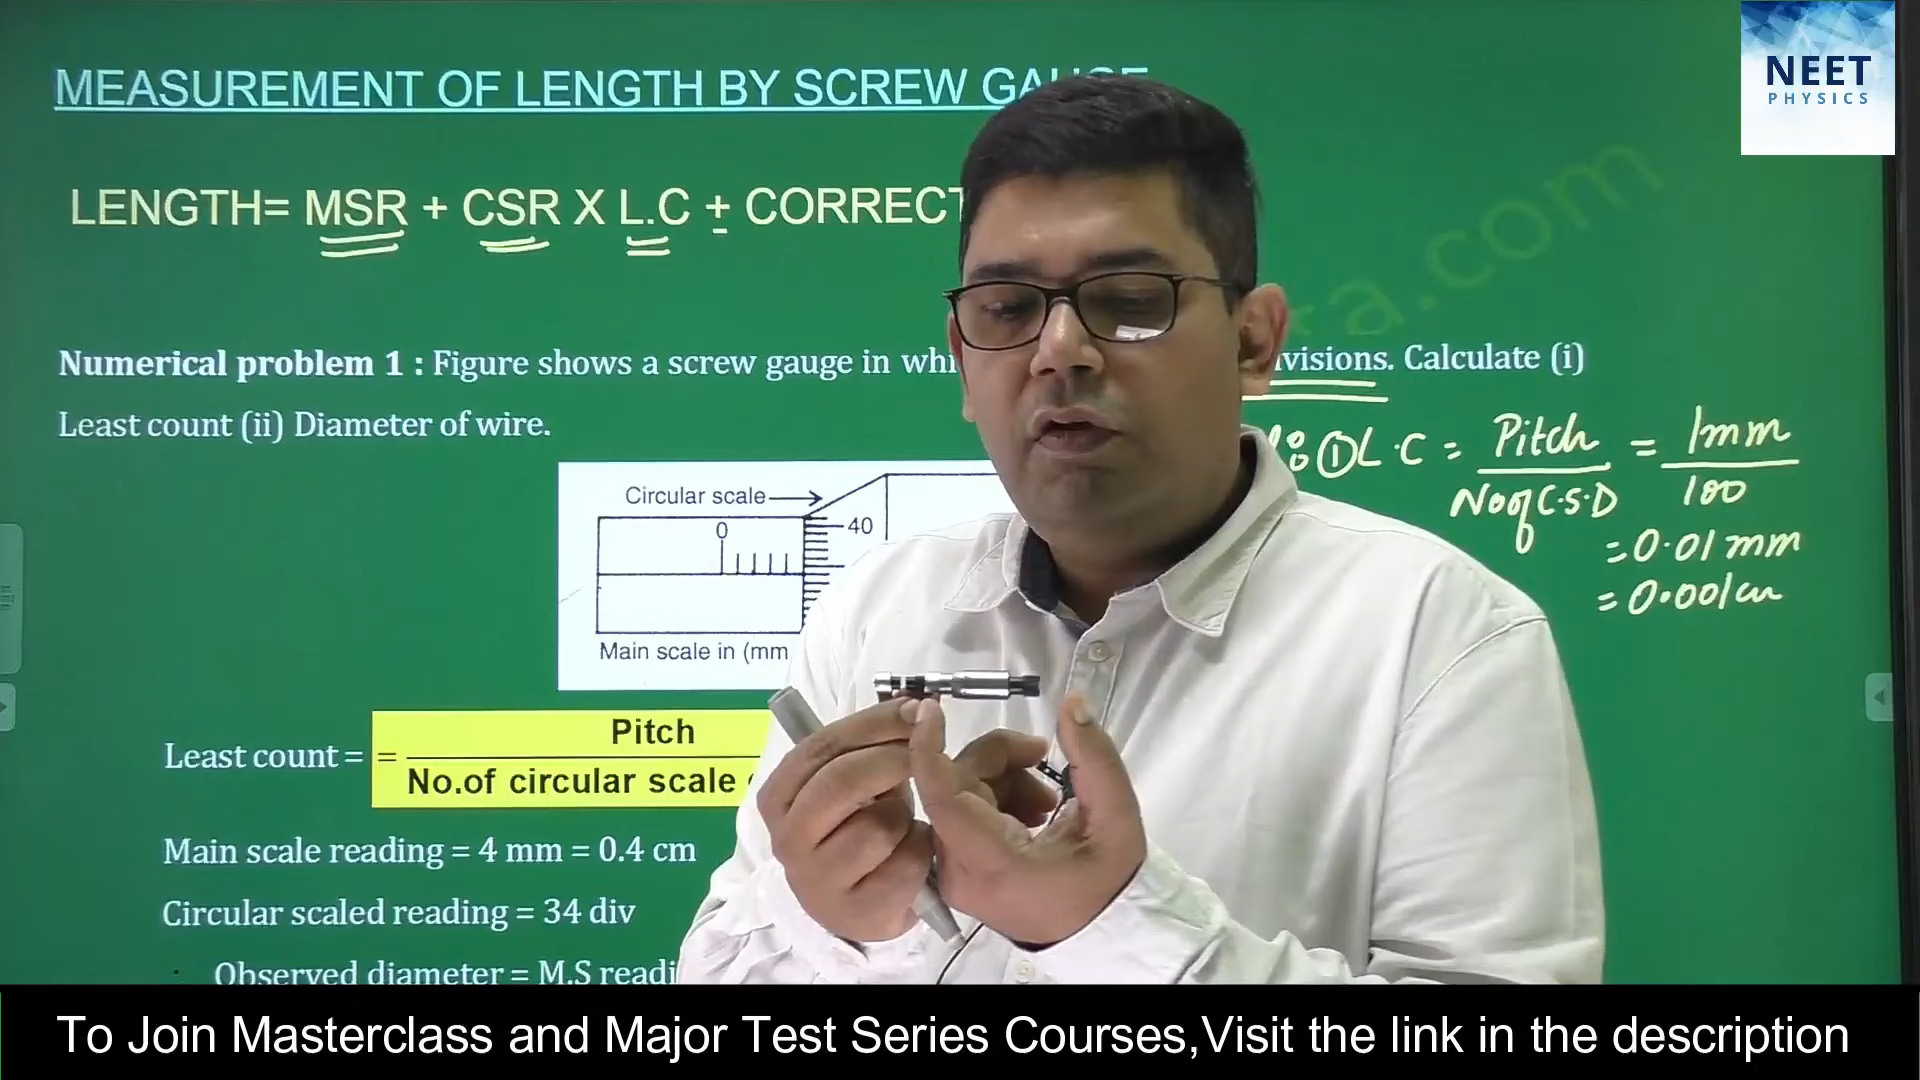 NEET
PHYSICS
MEASUREMENT OF LENGTH BY SCREW GAUGE
LENGTH= MSR + CSR X L.C ± CORRECT
Numerical problem 1 : Figure shows a screw gauge in whi ivisions. Calculate (i)
Least count (ii) Diameter of wire.
① L.C = Pitch / No of C.S.D = 1mm / 100
= 0.01 mm
= 0.001cm
Circular scale
0
40
Main scale in (mm
Least count = = Pitch / No.of circular scale
Main scale reading = 4 mm = 0.4 cm
Circular scaled reading = 34 div
Observed diameter = M.S readi
To Join Masterclass and Major Test Series Courses,Visit the link in the description